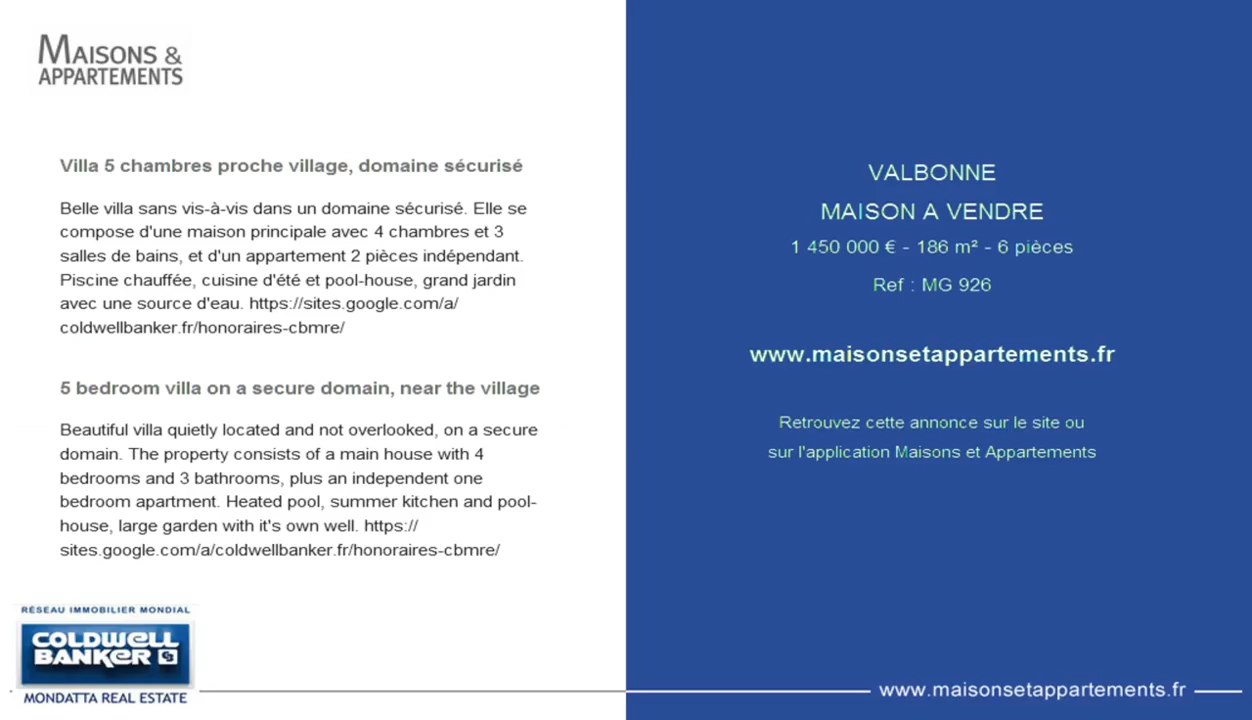 MAISONS &
APPARTEMENTS
Villa 5 chambres proche village, domaine sécurisé
Belle villa sans vis-à-vis dans un domaine sécurisé. Elle se
compose d'une maison principale avec 4 chambres et 3
salles de bains, et d'un appartement 2 pièces indépendant.
Piscine chauffée, cuisine d'été et pool-house, grand jardin
avec une source d'eau. https://sites.google.com/a/
coldwellbanker.fr/honoraires-cbmre/
5 bedroom villa on a secure domain, near the village
Beautiful villa quietly located and not overlooked, on a secure
domain. The property consists of a main house with 4
bedrooms and 3 bathrooms, plus an independent one
bedroom apartment. Heated pool, summer kitchen and pool-
house, large garden with it's own well. https://
sites.google.com/a/coldwellbanker.fr/honoraires-cbmre/
RÉSEAU IMMOBILIER MONDIAL
COLDWELL
BANKER CB
MONDATTA REAL ESTATE
VALBONNE
MAISON A VENDRE
1 450 000 € - 186 m² - 6 pièces
Ref : MG 926
www.maisonsetappartements.fr
Retrouvez cette annonce sur le site ou
sur l'application Maisons et Appartements
www.maisonsetappartements.fr